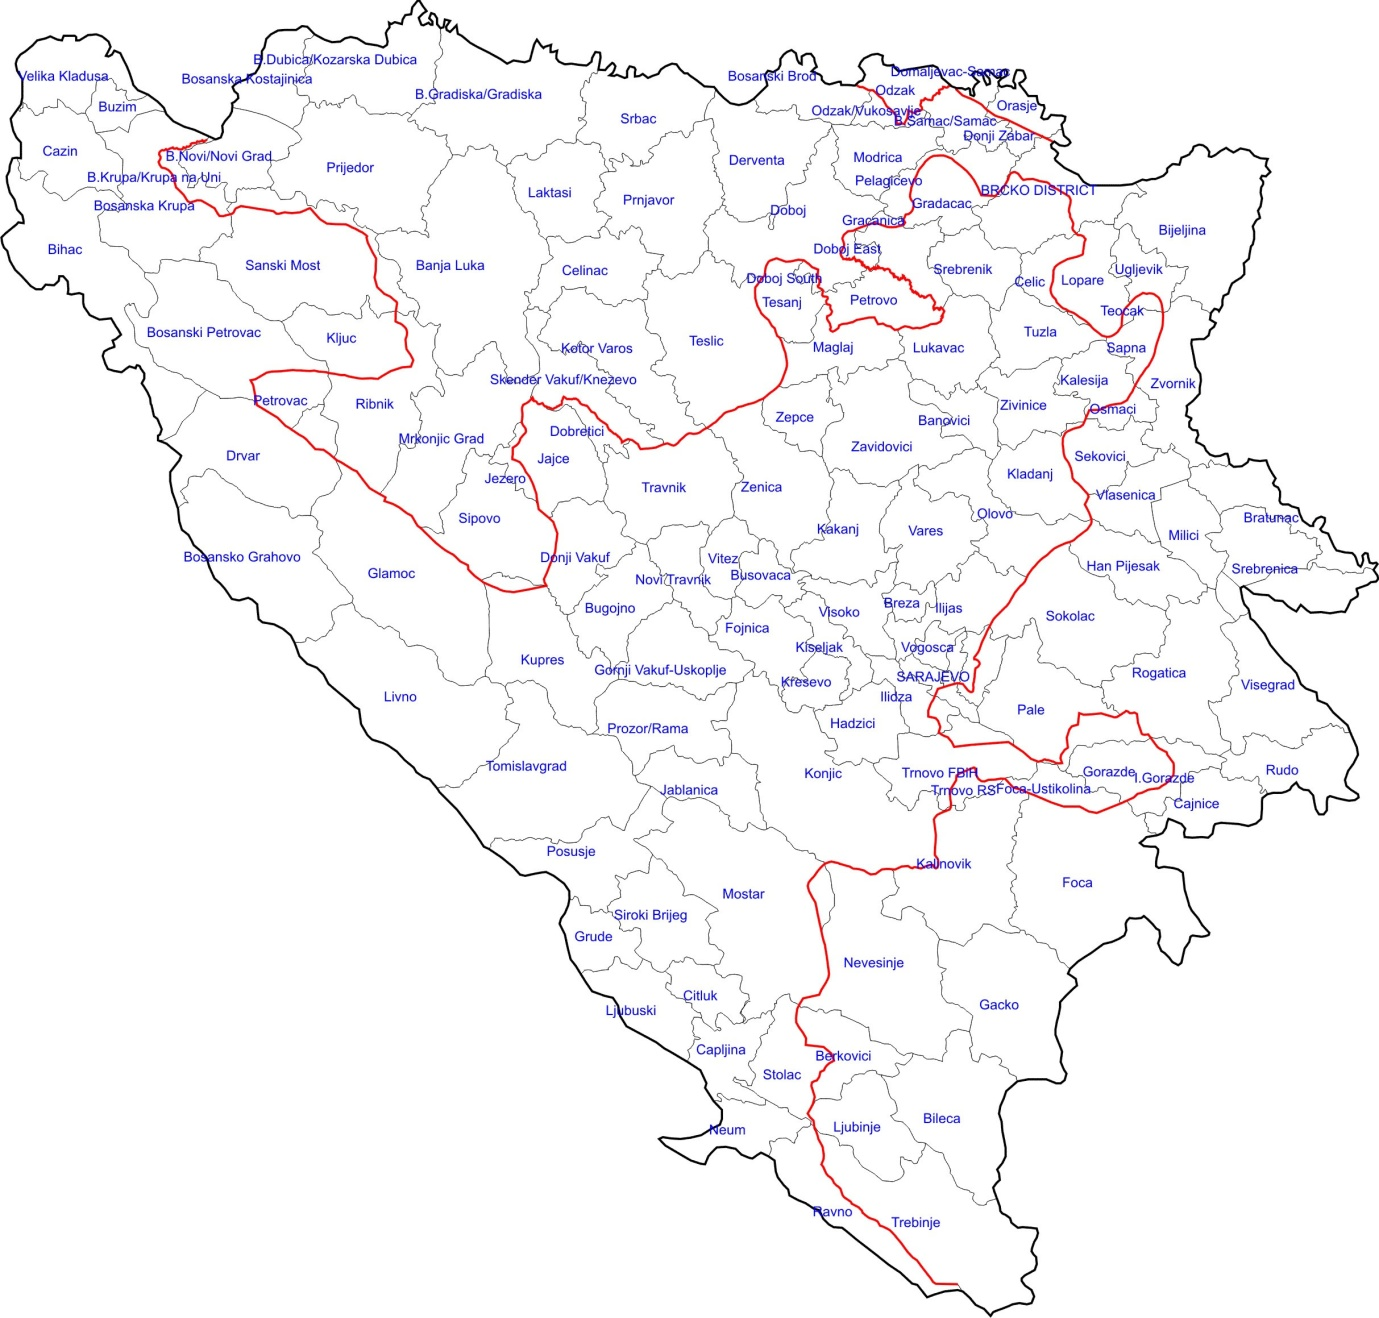 Domaljevac-Samac
B.Dubica/Kozarska Dubica
Velika Kladusa
Bosanska Kostajinica
Bosanski Brod
Odzak
B.Gradiska/Gradiska
Buzim
Orasje
Odzak/Vukosavlje
Srbac
B.Samac/Samac
Donji Zabar
Cazin
B.Novi/Novi Grad
Prijedor
Derventa
Modrica
B.Krupa/Krupa na Uni
Pelagicevo
BRCKO DISTRICT
Laktasi
Prnjavor
Bosanska Krupa
Gradacac
Doboj
Gracanica
Bijeljina
Bihac
Doboj East
Sanski Most
Banja Luka
Celinac
Srebrenik
Ugljevik
Doboj South
Celic
Lopare
Tesanj
Petrovo
Teocak
Bosanski Petrovac
Kljuc
Teslic
Tuzla
Kotor Varos
Maglaj
Lukavac
Sapna
Skender Vakuf/Knezevo
Kalesija
Zvornik
Petrovac
Ribnik
Zivinice
Osmaci
Zepce
Banovici
Dobretici
Mrkonjic Grad
Zavidovici
Drvar
Jajce
Sekovici
Jezero
Kladanj
Travnik
Zenica
Vlasenica
Sipovo
Olovo
Bratunac
Kakanj
Vares
Milici
Bosansko Grahovo
Donji Vakuf
Vitez
Han Pijesak
Srebrenica
Glamoc
Novi Travnik
Busovaca
Bugojno
Visoko
Breza
Ilijas
Sokolac
Fojnica
Kiseljak
Vogosca
Kupres
Gornji Vakuf-Uskoplje
SARAJEVO
Rogatica
Kresevo
Visegrad
Livno
Ilidza
Pale
Prozor/Rama
Hadzici
Tomislavgrad
Konjic
Trnovo FBiH
Gorazde
I.Gorazde
Rudo
Jablanica
Trnovo RS
Foca-Ustikolina
Cajnice
Posusje
Kalinovik
Mostar
Foca
Siroki Brijeg
Grude
Nevesinje
Citluk
Gacko
Ljubuski
Capljina
Berkovici
Stolac
Bileca
Neum
Ljubinje
Ravno
Trebinje